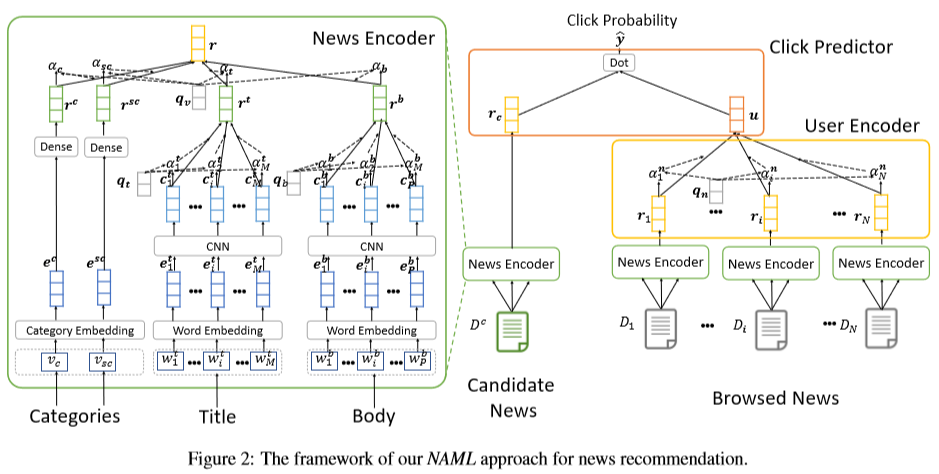 News Encoder
r
α_c α_sc α_t α_b
r^c r^sc q_v r^t r^b
Dense Dense
α_1^t α_i^t α_M^t α_1^b α_i^b α_M^b
q_t c_1^t c_i^t c_M^t q_b c_1^b c_i^b c_P^b
••• ••• ••• •••
CNN CNN
e^c e^sc e_1^t e_i^t e_M^t e_1^b e_i^b e_P^b
••• ••• ••• •••
Category Embedding Word Embedding Word Embedding
v_c v_sc w_1^t ••• w_i^t ••• w_M^t w_1^b ••• w_i^b ••• w_P^b
Categories Title Body
Click Probability
ŷ
Click Predictor
Dot
r_c u
User Encoder
α_1^n α_i^n α_N^n
q_n
r_1 ••• r_i ••• r_N
News Encoder News Encoder News Encoder News Encoder
D^c D_1 ••• D_i ••• D_N
Candidate
News
Browsed News
Figure 2: The framework of our NAML approach for news recommendation.